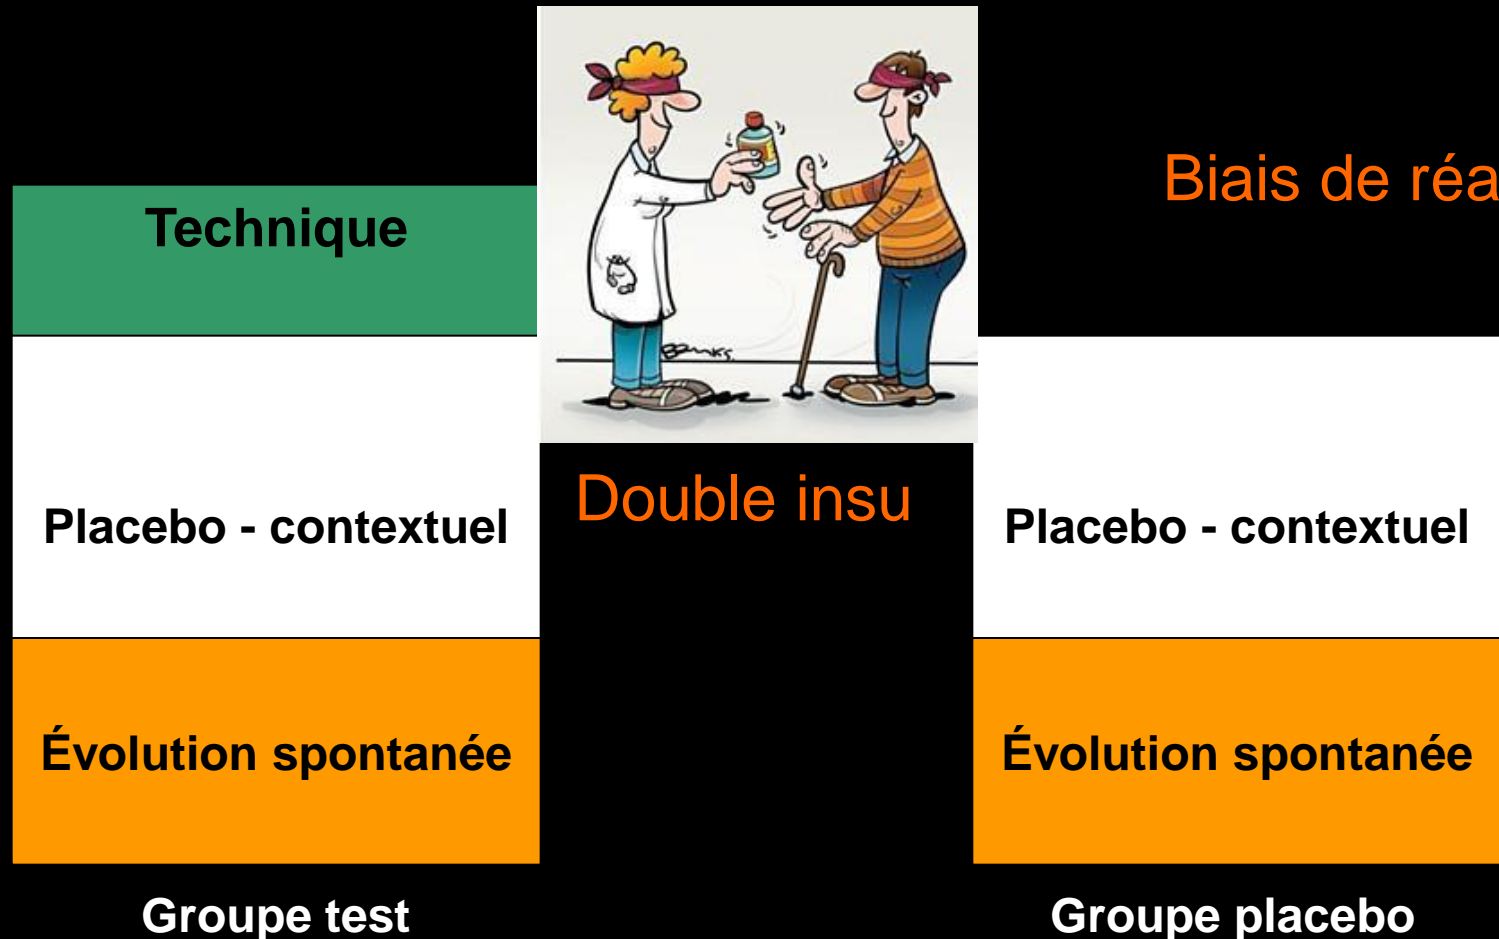 Technique
Biais de réa
Placebo - contextuel
Double insu
Placebo - contextuel
Évolution spontanée
Évolution spontanée
Groupe test
Groupe placebo